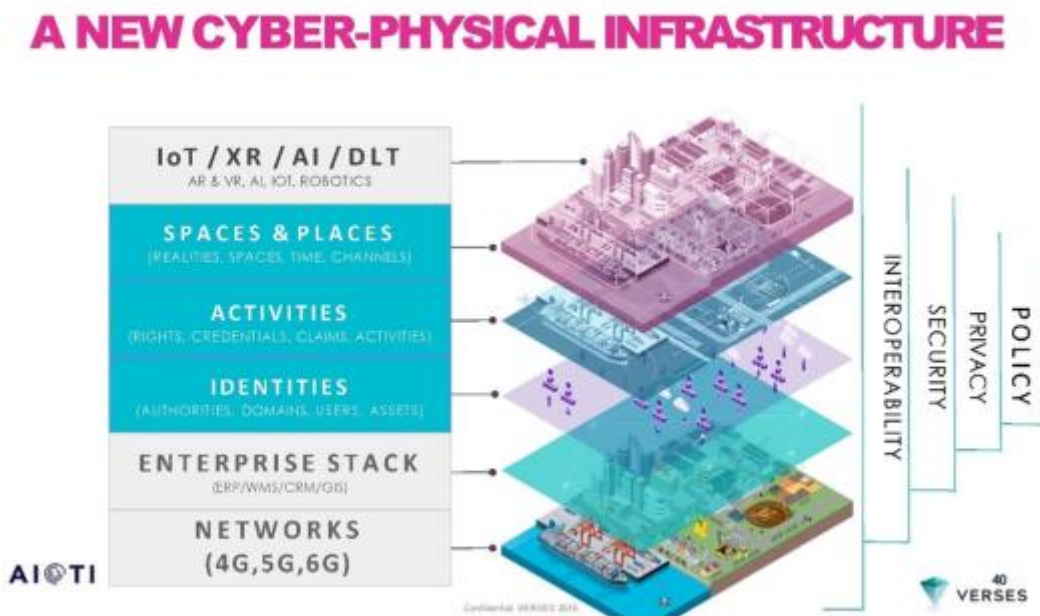 A NEW CYBER-PHYSICAL INFRASTRUCTURE
IoT / XR / AI / DLT
AR & VR, AI, IOT, ROBOTICS
SPACES & PLACES
(REALITIES, SPACES, TIME, CHANNELS)
ACTIVITIES
(RIGHTS, CREDENTIALS, CLAIMS, ACTIVITIES)
IDENTITIES
(AUTHORITIES, DOMAINS, USERS, ASSETS)
ENTERPRISE STACK
(ERP/WMS/CRM/GIS)
NETWORKS
(4G,5G,6G)
INTEROPERABILITY
SECURITY
PRIVACY
POLICY
AIOTI
Confidential, VERSES
40
VERSES